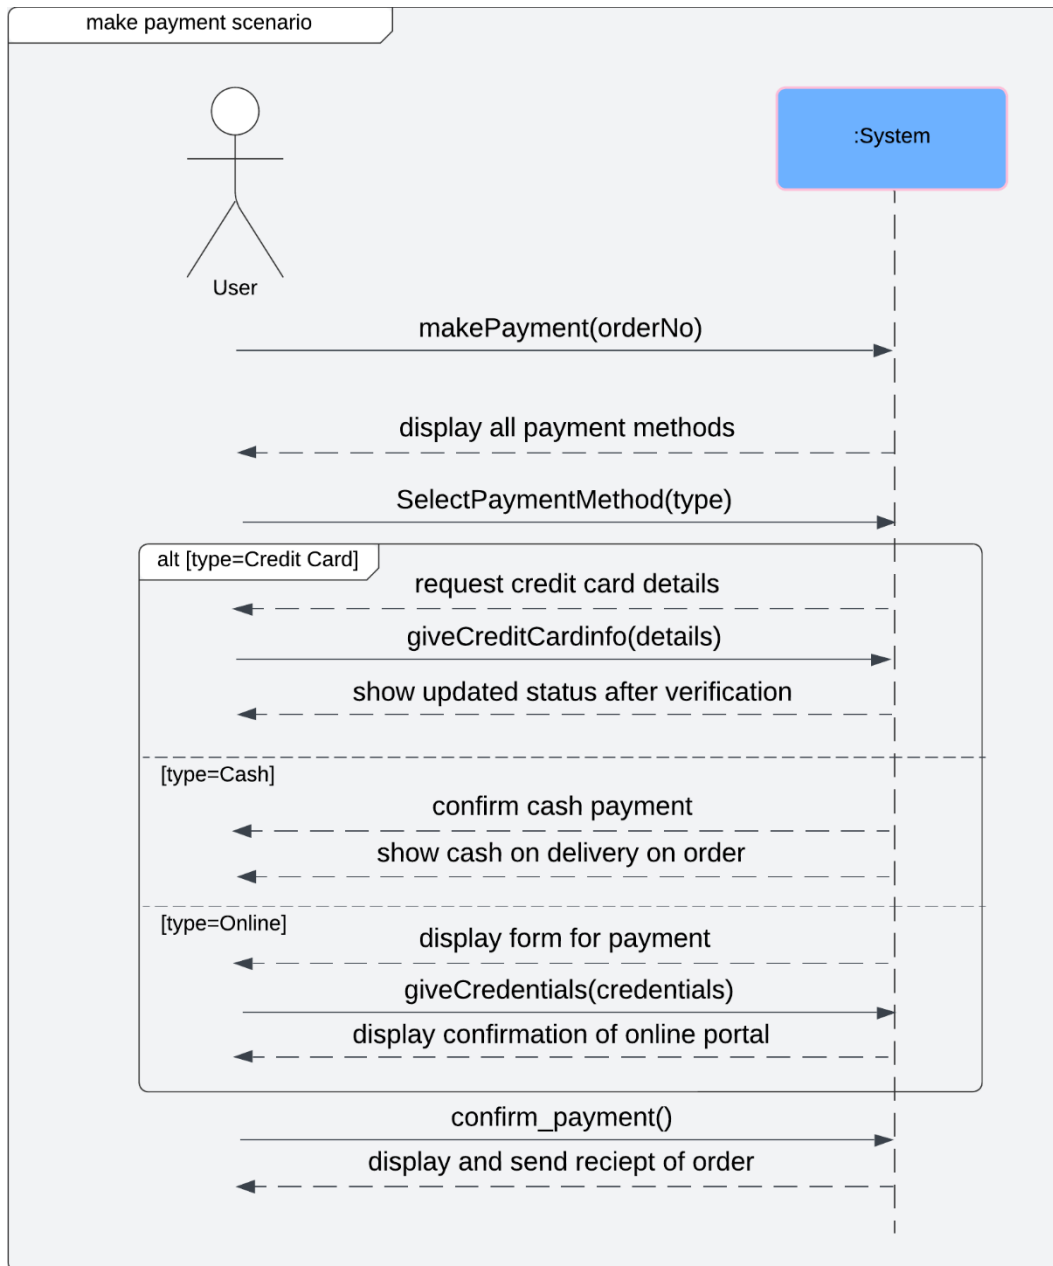 make payment scenario
:System
User
makePayment(orderNo)
display all payment methods
SelectPaymentMethod(type)
alt [type=Credit Card]
request credit card details
giveCreditCardinfo(details)
show updated status after verification
[type=Cash]
confirm cash payment
show cash on delivery on order
[type=Online]
display form for payment
giveCredentials(credentials)
display confirmation of online portal
confirm_payment()
display and send reciept of order